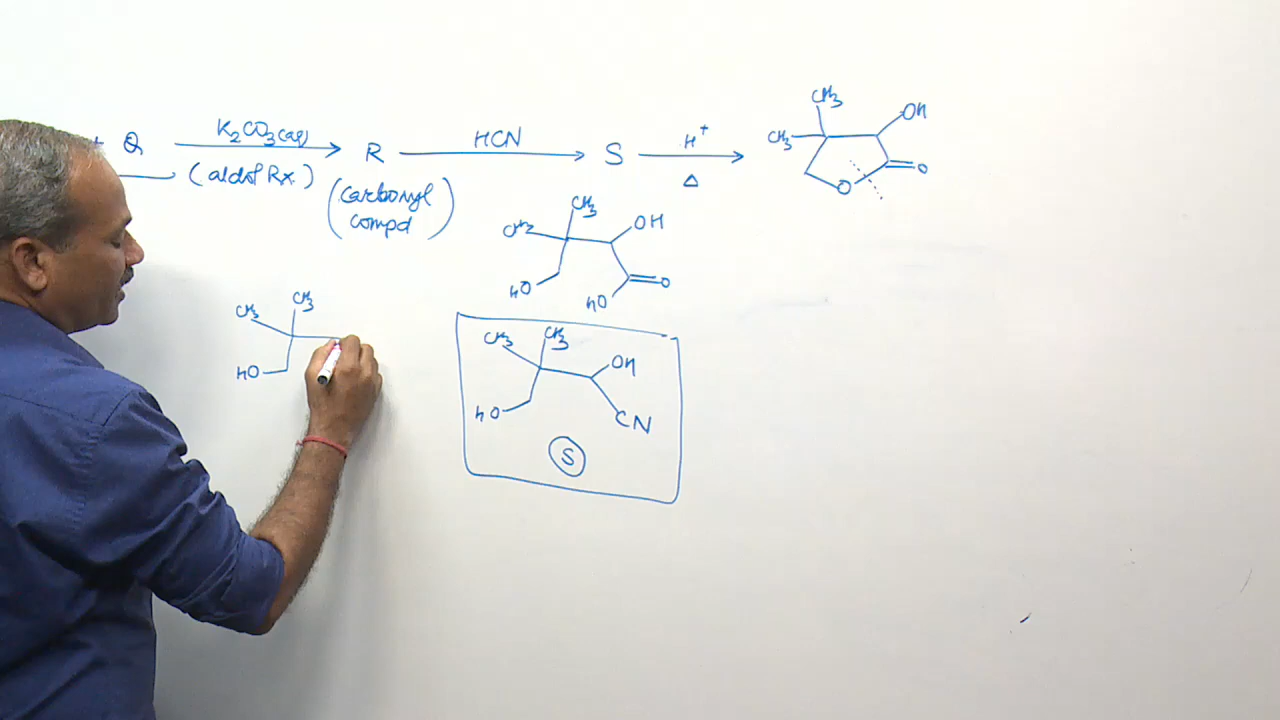 + Q K2CO3(aq) R HCN S H+
(aldol Rx.) Δ
(carbonyl
compd)
CH3
CH3 OH
O
O
CH3
CH3 OH
HO O
HO
CH3 CH3
HO
CH3 CH3
OH
HO CN
S